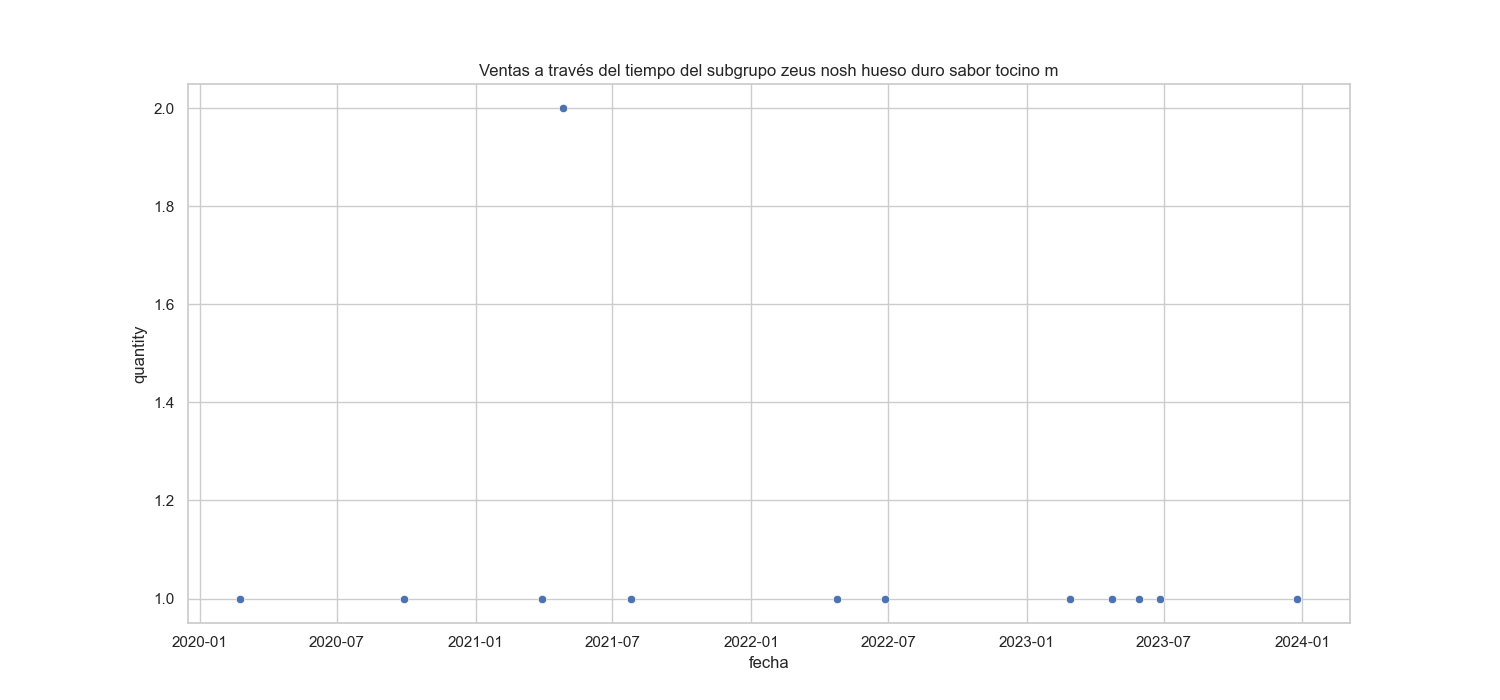 Ventas a través del tiempo del subgrupo zeus nosh hueso duro sabor tocino m
2.0
1.8
1.6
1.4
1.2
1.0
quantity
2020-01 2020-07 2021-01 2021-07 2022-01 2022-07 2023-01 2023-07 2024-01
fecha